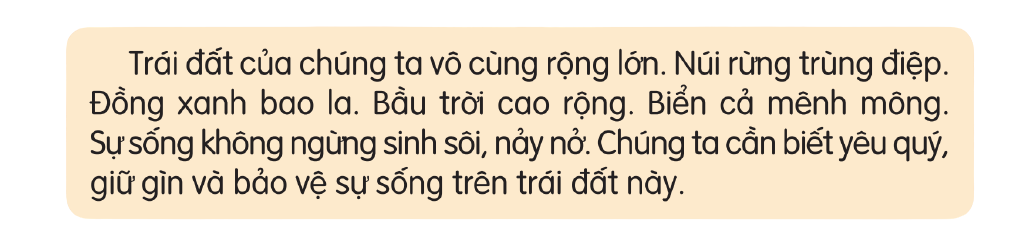 Trái đất của chúng ta vô cùng rộng lớn. Núi rừng trùng điệp.
Đồng xanh bao la. Bầu trời cao rộng. Biển cả mênh mông.
Sự sống không ngừng sinh sôi, nảy nở. Chúng ta cần biết yêu quý,
giữ gìn và bảo vệ sự sống trên trái đất này.